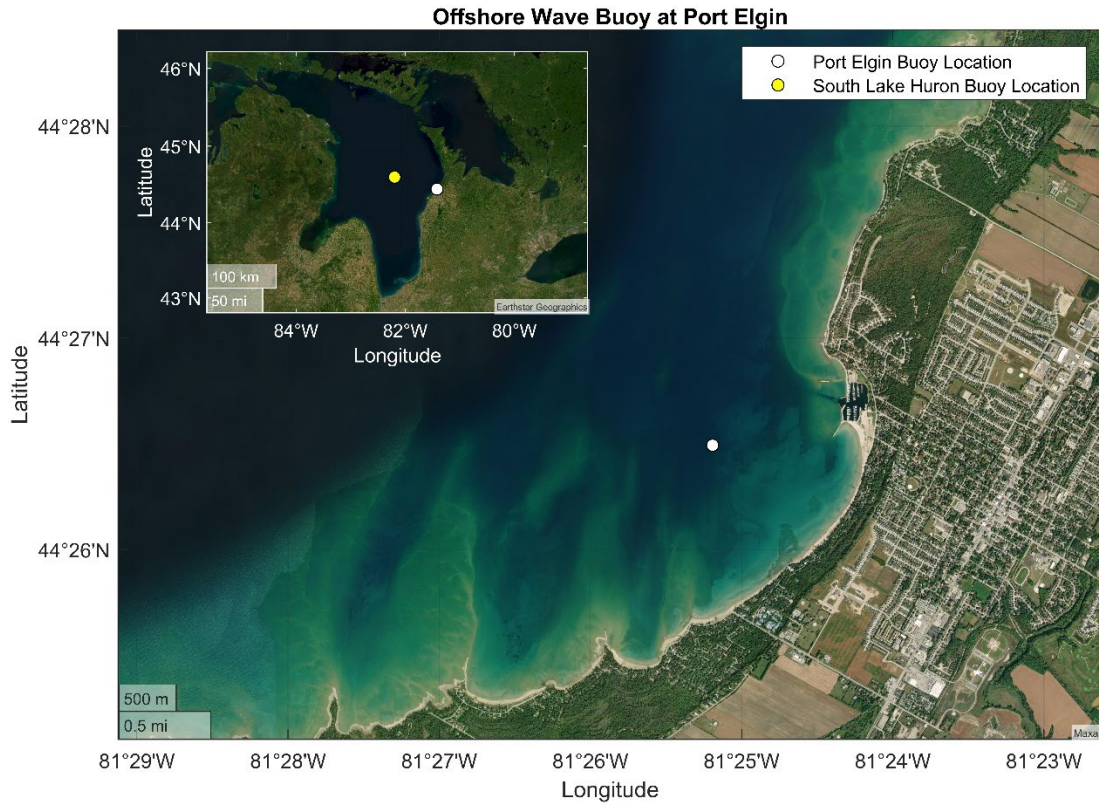 Offshore Wave Buoy at Port Elgin
Port Elgin Buoy Location
South Lake Huron Buoy Location
46°N
45°N
44°N
43°N
Latitude
100 km
50 mi
Earthstar Geographics
84°W 82°W 80°W
Longitude
44°28'N
44°27'N
44°26'N
Latitude
500 m
0.5 mi
Maxar
81°29'W 81°28'W 81°27'W 81°26'W 81°25'W 81°24'W 81°23'W
Longitude